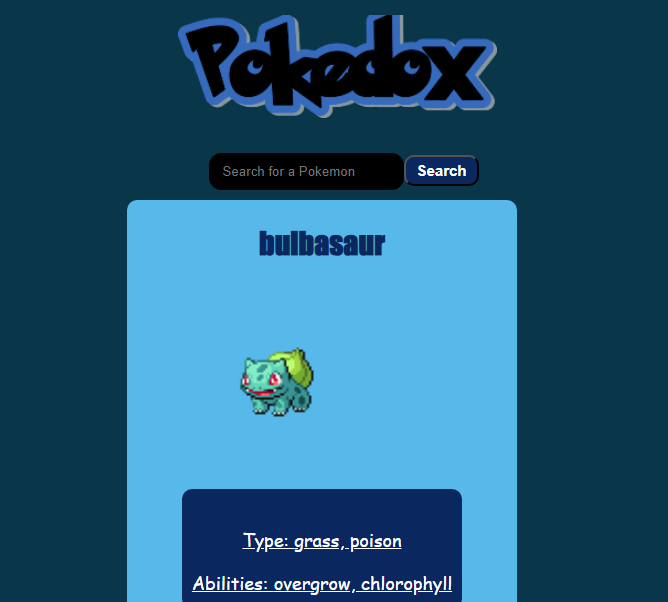 Pokedox
Search for a Pokemon
Search
bulbasaur
Type: grass, poison
Abilities: overgrow, chlorophyll